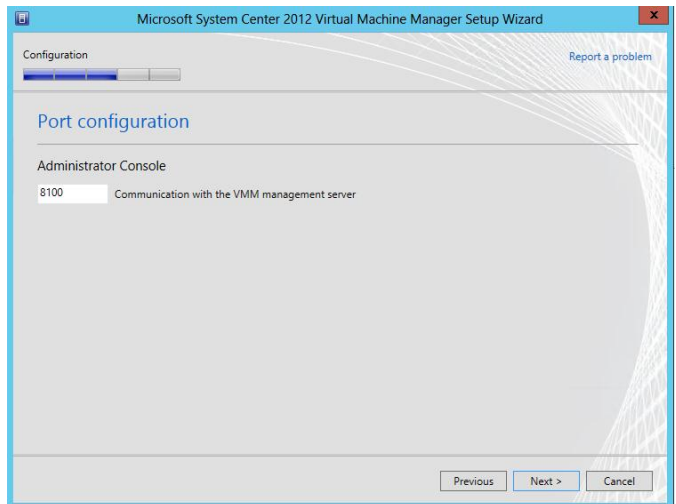 Microsoft System Center 2012 Virtual Machine Manager Setup Wizard
x
Configuration
Report a problem
Port configuration
Administrator Console
8100 Communication with the VMM management server
Previous Next > Cancel